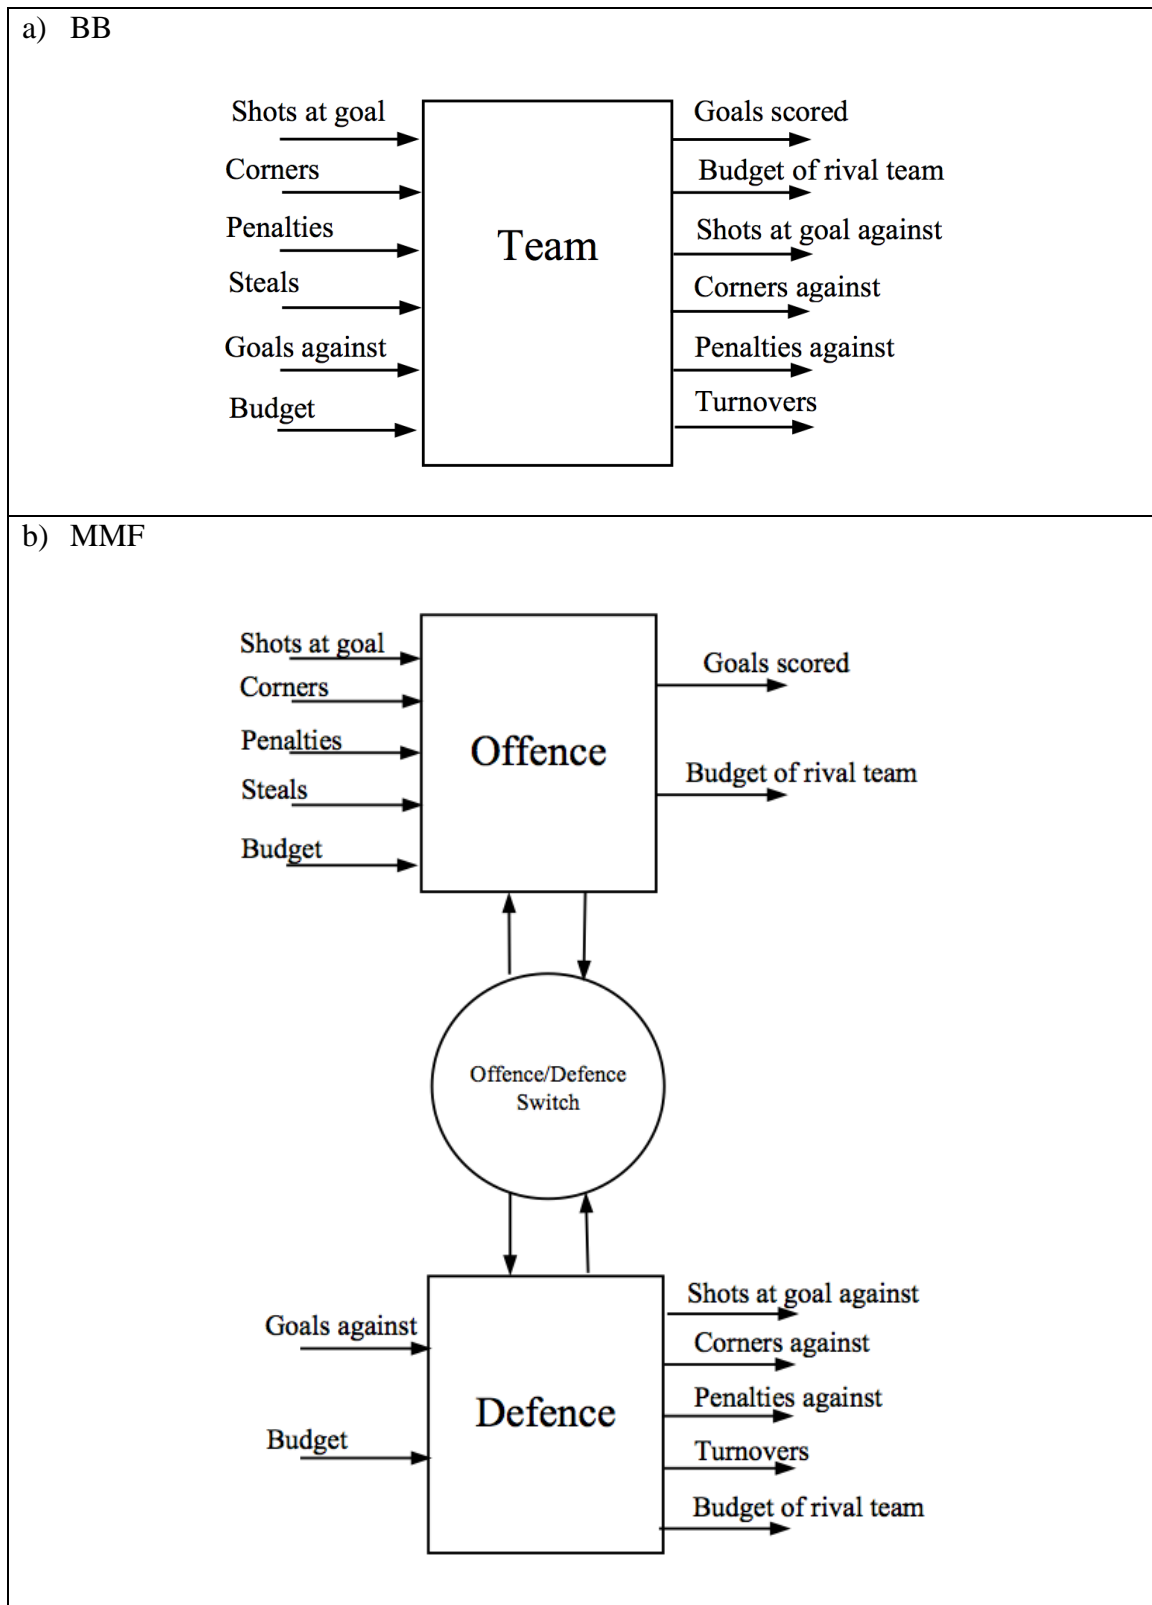 a) BB
Shots at goal
Corners
Penalties
Steals
Goals against
Budget
Team
Goals scored
Budget of rival team
Shots at goal against
Corners against
Penalties against
Turnovers
b) MMF
Shots at goal
Corners
Penalties
Steals
Budget
Offence
Goals scored
Budget of rival team
Offence/Defence
Switch
Goals against
Budget
Defence
Shots at goal against
Corners against
Penalties against
Turnovers
Budget of rival team